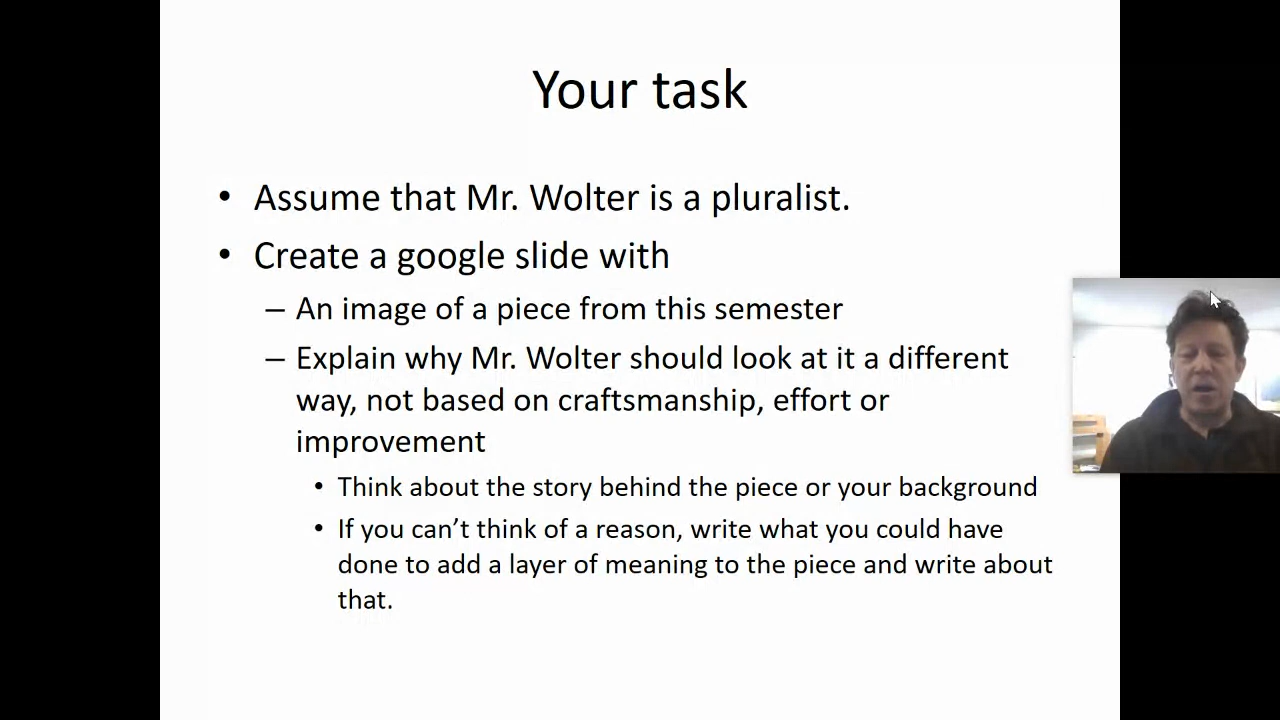 Your task
• Assume that Mr. Wolter is a pluralist.
• Create a google slide with
– An image of a piece from this semester
– Explain why Mr. Wolter should look at it a different
way, not based on craftsmanship, effort or
improvement
• Think about the story behind the piece or your background
• If you can’t think of a reason, write what you could have
done to add a layer of meaning to the piece and write about
that.